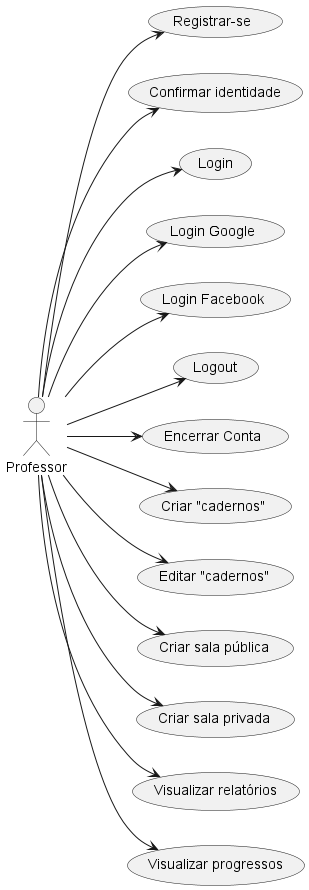 Registrar-se
Confirmar identidade
Login
Login Google
Login Facebook
Logout
Professor
Encerrar Conta
Criar "cadernos"
Editar "cadernos"
Criar sala pública
Criar sala privada
Visualizar relatórios
Visualizar progressos